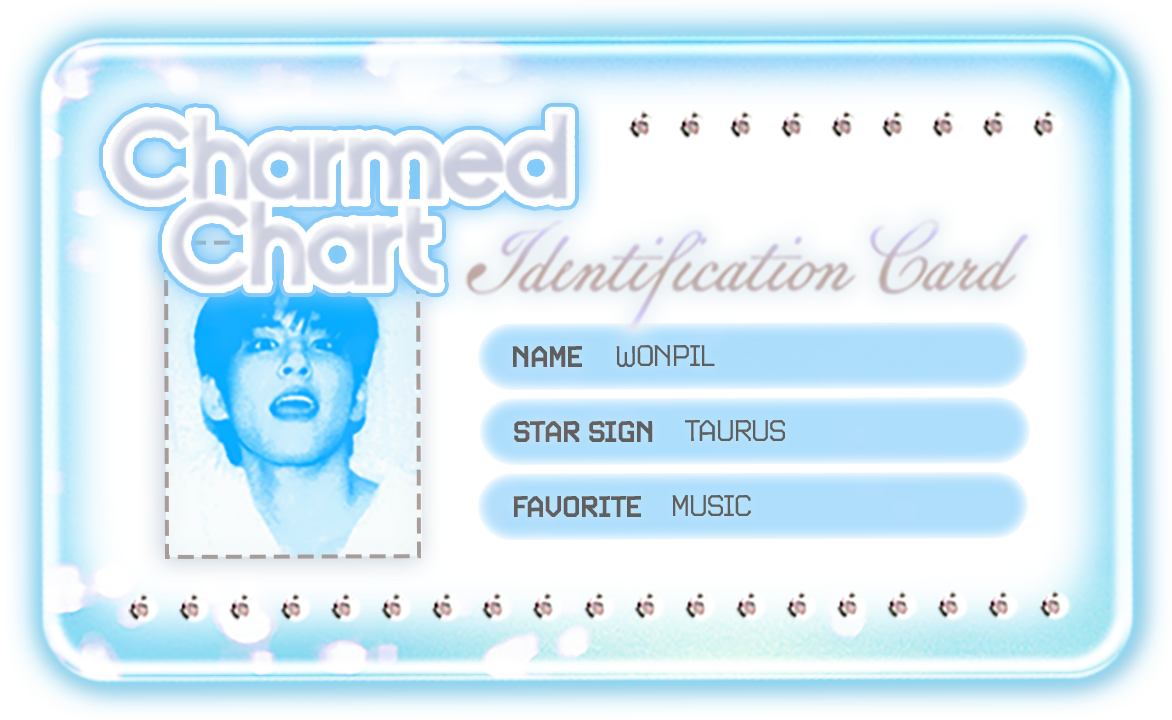 Charmed
Chart
Identification Card
NAME WONPIL
STAR SIGN TAURUS
FAVORITE MUSIC